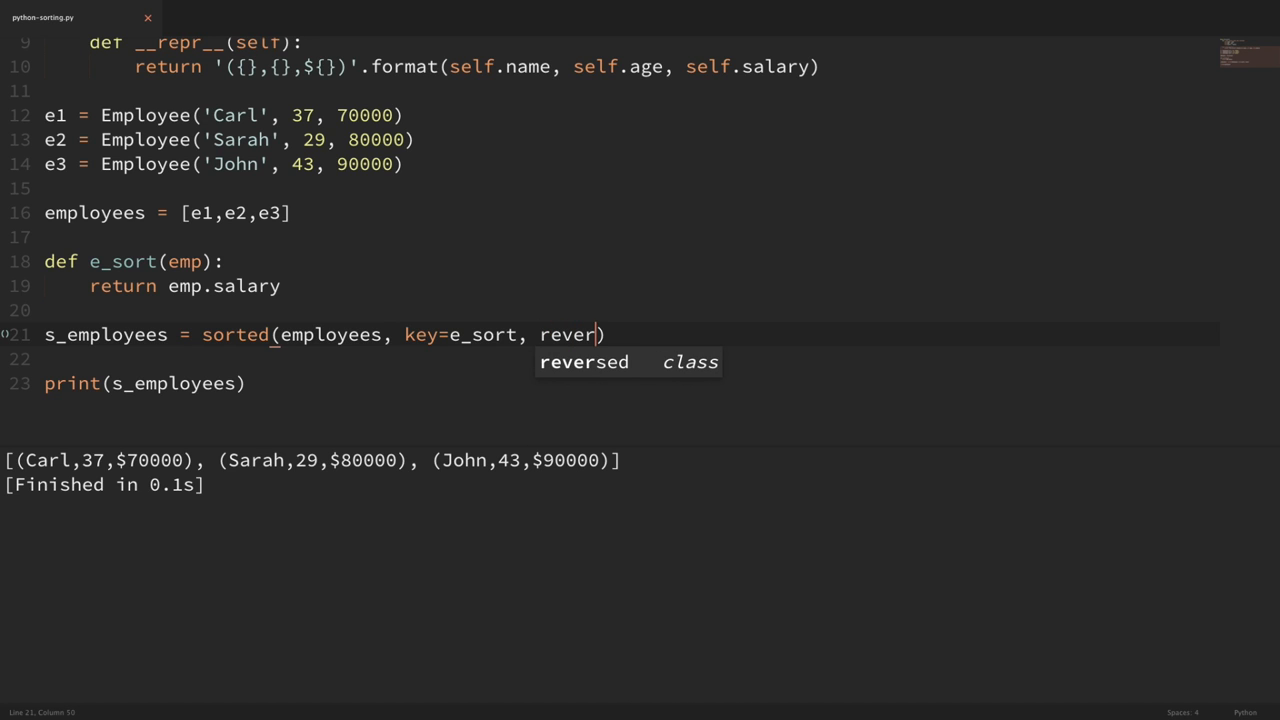 python-sorting.py ×
9 def __repr__(self):
10 return '({},{},${})'.format(self.name, self.age, self.salary)
11
12 e1 = Employee('Carl', 37, 70000)
13 e2 = Employee('Sarah', 29, 80000)
14 e3 = Employee('John', 43, 90000)
15
16 employees = [e1,e2,e3]
17
18 def e_sort(emp):
19 return emp.salary
20
()21 s_employees = sorted(employees, key=e_sort, rever)
22
reversed class
23 print(s_employees)
[(Carl,37,$70000), (Sarah,29,$80000), (John,43,$90000)]
[Finished in 0.1s]
Line 21, Column 50 Spaces: 4 Python